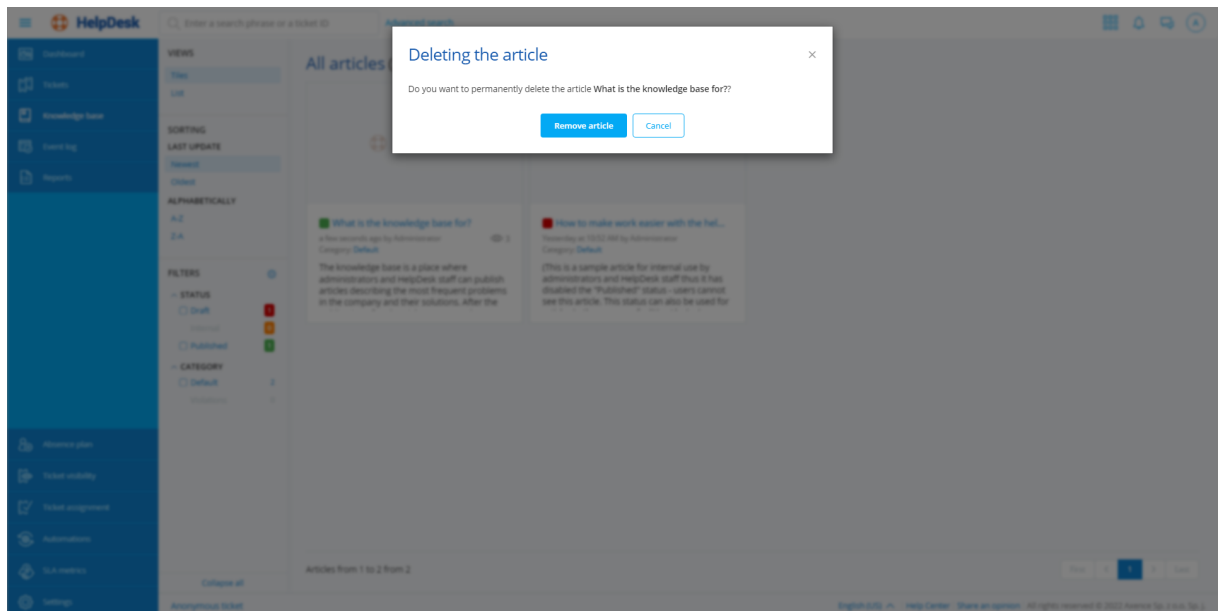 HelpDesk
Enter a search phrase or a ticket ID
Advanced search
Dashboard
Tickets
Knowledge base
Event log
Reports
Absence plan
Ticket visibility
Ticket assignment
Automations
SLA metrics
Settings
VIEWS
Tiles
List
SORTING
LAST UPDATE
Newest
Oldest
ALPHABETICALLY
A-Z
Z-A
FILTERS
STATUS
Draft
Published
CATEGORY
Default 2
Collapse all
Anonymous ticket
All articles
Deleting the article
×
Do you want to permanently delete the article What is the knowledge base for??
Remove article
Cancel
What is the knowledge base for?
a few seconds ago by Administrator 2
Category: Default
The knowledge base is a place where
administrators and HelpDesk staff can publish
articles describing the most frequent problems
in the company and their solutions. After the
How to make work easier with the hel...
Yesterday at 10:02 AM by Administrator
Category: Default
(This is a sample article for internal use by
administrators and HelpDesk staff thus it has
disabled the "Published" status - users cannot
see this article. This status can also be used for
Articles from 1 to 2 from 2
1
English (US)
Help Center
Share an opinion
All rights reserved © 2022